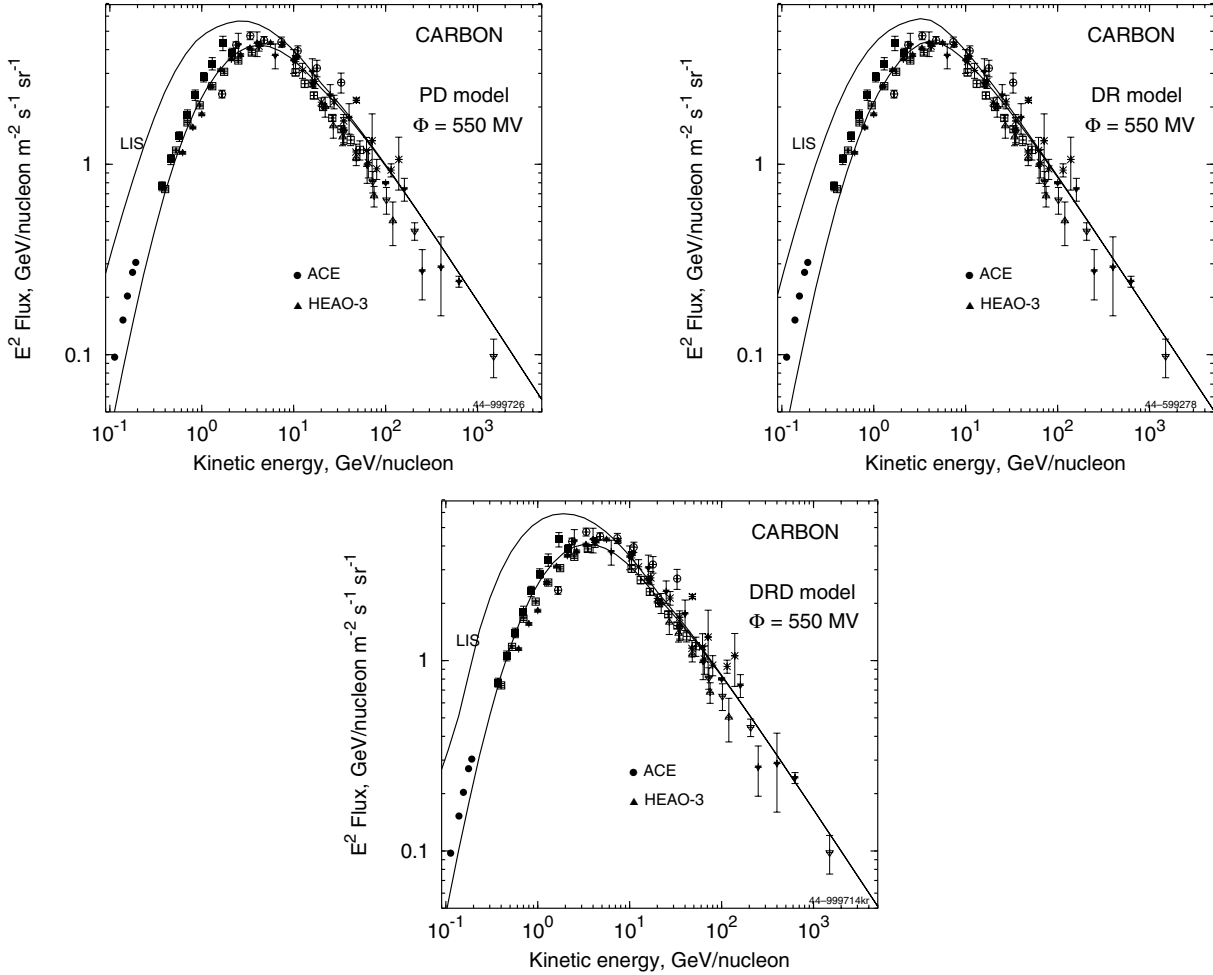 E² Flux, GeV/nucleon m⁻² s⁻¹ sr⁻¹
1
0.1
CARBON
PD model
Φ = 550 MV
LIS
ACE
HEAO-3
44-999726
10⁻¹ 10⁰ 10¹ 10² 10³
Kinetic energy, GeV/nucleon
E² Flux, GeV/nucleon m⁻² s⁻¹ sr⁻¹
1
0.1
CARBON
DR model
Φ = 550 MV
LIS
ACE
HEAO-3
44-599278
10⁻¹ 10⁰ 10¹ 10² 10³
Kinetic energy, GeV/nucleon
E² Flux, GeV/nucleon m⁻² s⁻¹ sr⁻¹
1
0.1
CARBON
DRD model
Φ = 550 MV
LIS
ACE
HEAO-3
44-999714kr
10⁻¹ 10⁰ 10¹ 10² 10³
Kinetic energy, GeV/nucleon